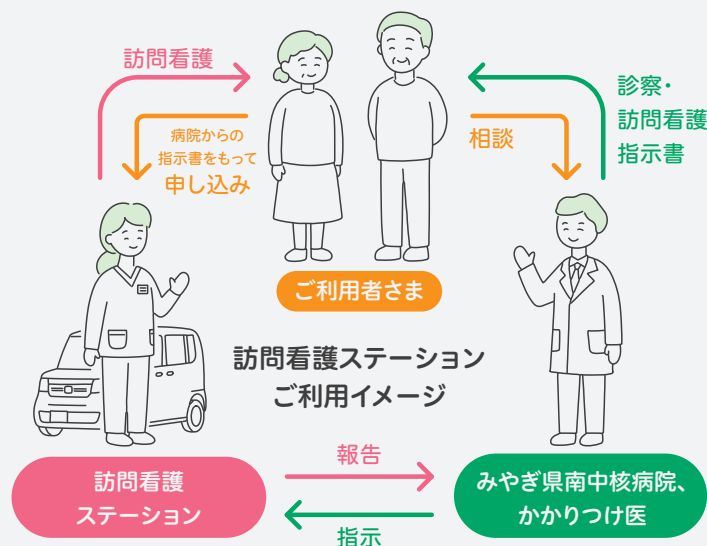 訪問看護
病院からの
指示書をもって
申し込み
相談
診察・
訪問看護
指示書
ご利用者さま
訪問看護ステーション
ご利用イメージ
訪問看護
ステーション
報告
指示
みやぎ県南中核病院、
かかりつけ医